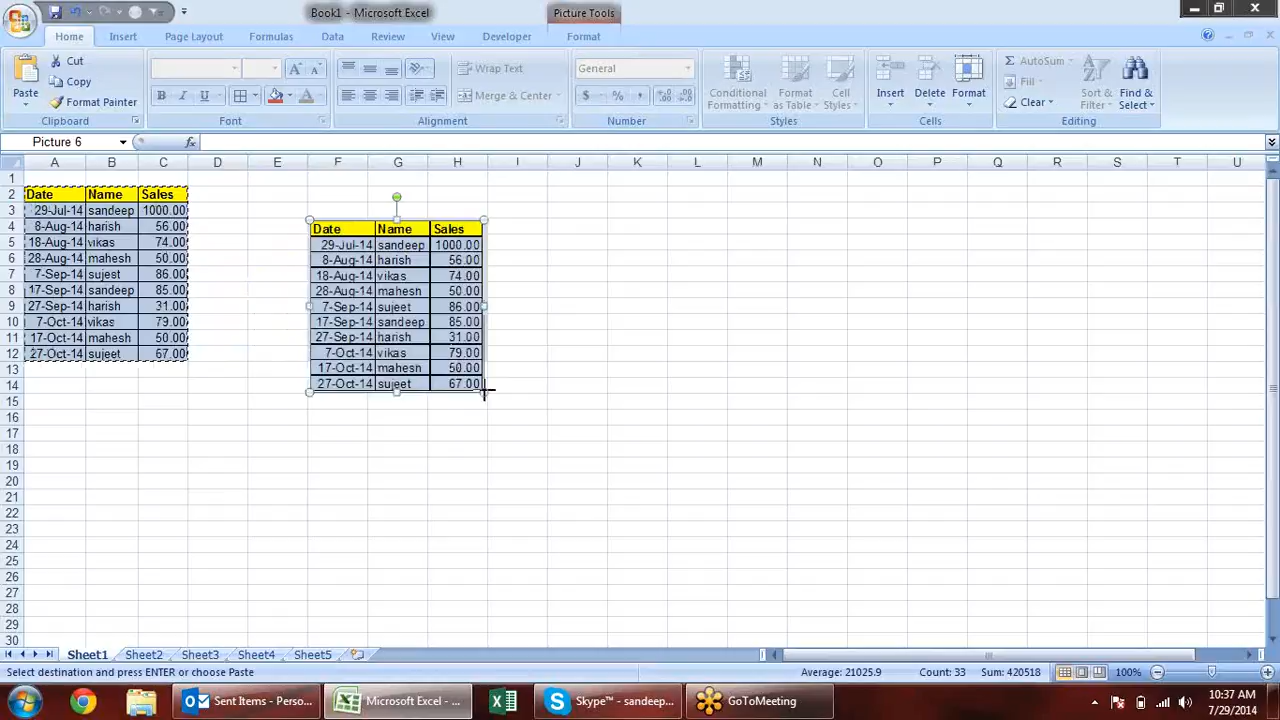 Book1 - Microsoft Excel
Picture Tools
Home Insert Page Layout Formulas Data Review View Developer Format
Paste
Cut
Copy
Format Painter
Clipboard
Font
Wrap Text
Merge & Center
Alignment
General
$ % ,
Number
Conditional Formatting
Format as Table
Cell Styles
Styles
Insert
Delete
Format
Cells
AutoSum
Fill
Clear
Sort & Filter
Find & Select
Editing
Picture 6
fx
A B C D E F G H I J K L M N O P Q R S T U
1
2 Date Name Sales
3 29-Jul-14 sandeep 1000.00
4 8-Aug-14 harish 56.00
5 18-Aug-14 vikas 74.00
6 28-Aug-14 mahesh 50.00
7 7-Sep-14 sujest 86.00
8 17-Sep-14 sandeep 85.00
9 27-Sep-14 harish 31.00
10 7-Oct-14 vikas 79.00
11 17-Oct-14 mahesh 50.00
12 27-Oct-14 sujeet 67.00
13
14
15
16
17
18
19
20
21
22
23
24
25
26
27
28
29
30
Date Name Sales
29-Jul-14 sandeep 1000.00
8-Aug-14 harish 56.00
18-Aug-14 vikas 74.00
28-Aug-14 mahesh 50.00
7-Sep-14 sujeet 86.00
17-Sep-14 sandeep 85.00
27-Sep-14 harish 31.00
7-Oct-14 vikas 79.00
17-Oct-14 mahesh 50.00
27-Oct-14 sujeet 67.00
Sheet1 Sheet2 Sheet3 Sheet4 Sheet5
Select destination and press ENTER or choose Paste
Average: 21025.9 Count: 33 Sum: 420518
100%
Sent Items - Perso...
Microsoft Excel - ...
Skype™ - sandeep...
GoToMeeting
10:37 AM
7/29/2014